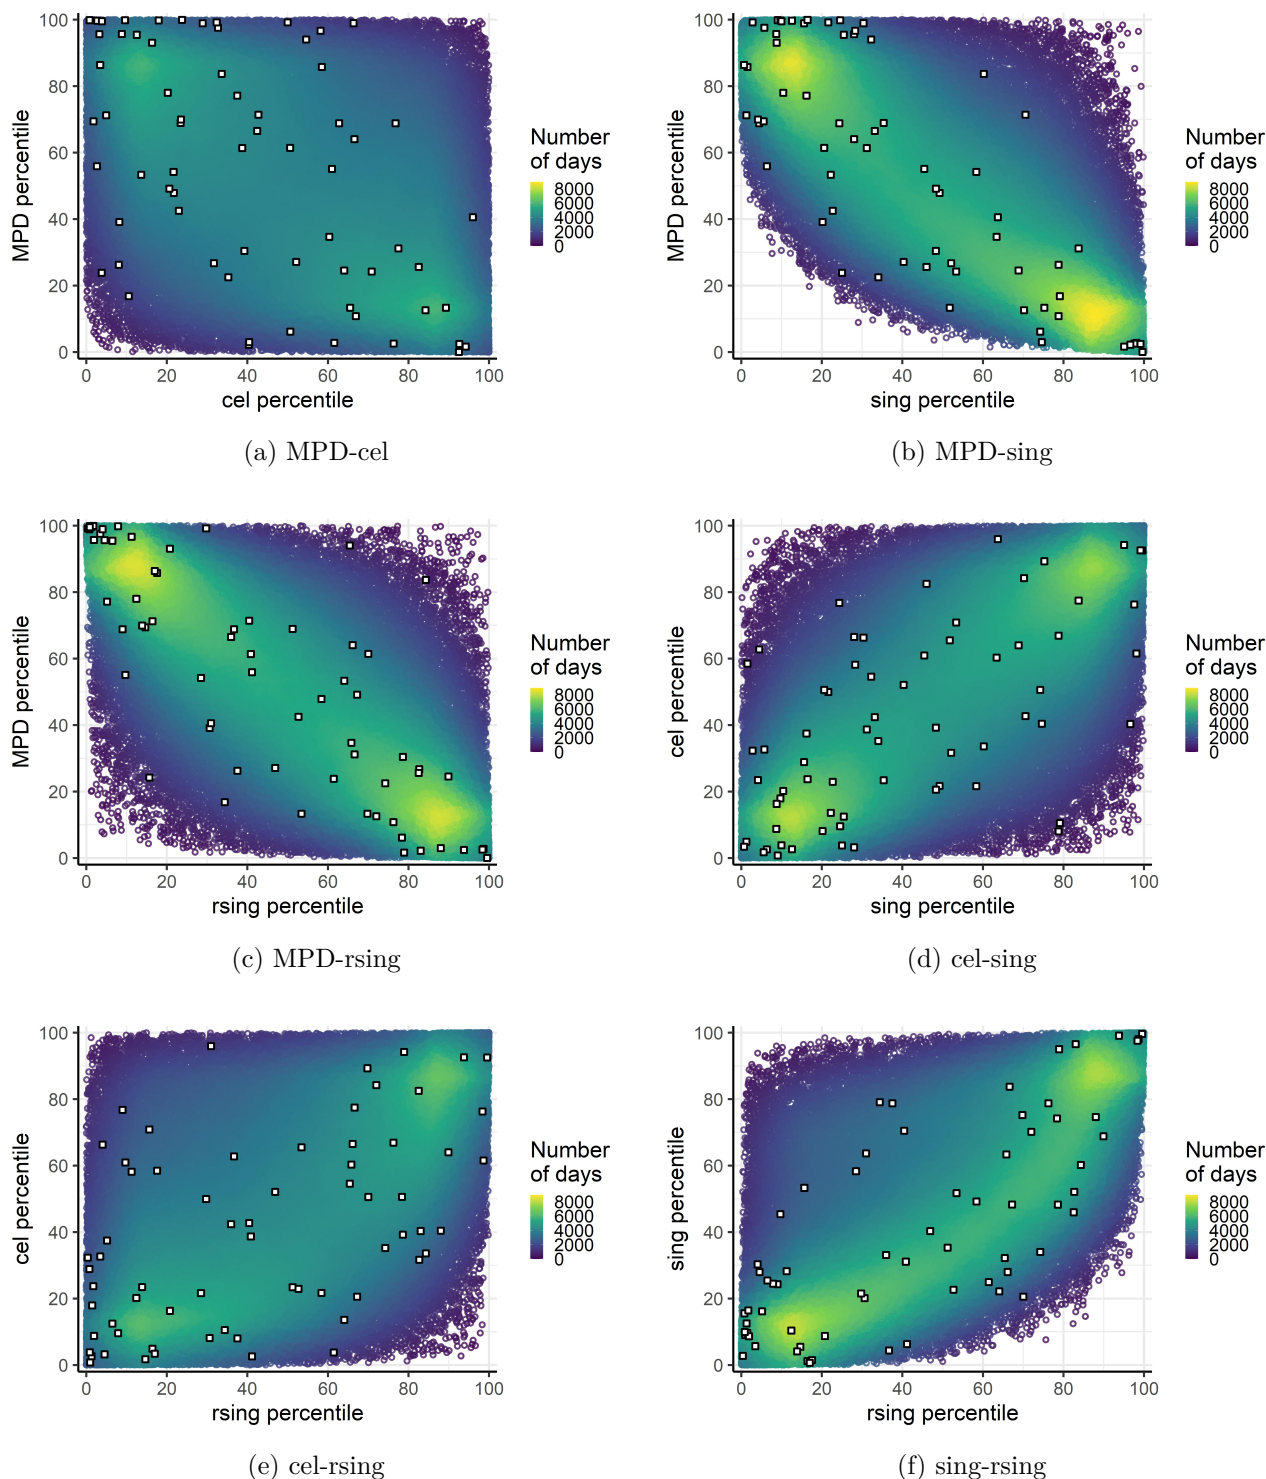 100
80
60
40
20
0
MPD percentile
0 20 40 60 80 100
cel percentile
Number
of days
8000
6000
4000
2000
0
(a) MPD-cel
100
80
60
40
20
0
MPD percentile
0 20 40 60 80 100
sing percentile
Number
of days
8000
6000
4000
2000
0
(b) MPD-sing
100
80
60
40
20
0
MPD percentile
0 20 40 60 80 100
rsing percentile
Number
of days
8000
6000
4000
2000
0
(c) MPD-rsing
100
80
60
40
20
0
cel percentile
0 20 40 60 80 100
sing percentile
Number
of days
8000
6000
4000
2000
0
(d) cel-sing
100
80
60
40
20
0
cel percentile
0 20 40 60 80 100
rsing percentile
Number
of days
8000
6000
4000
2000
0
(e) cel-rsing
100
80
60
40
20
0
sing percentile
0 20 40 60 80 100
rsing percentile
Number
of days
8000
6000
4000
2000
0
(f) sing-rsing